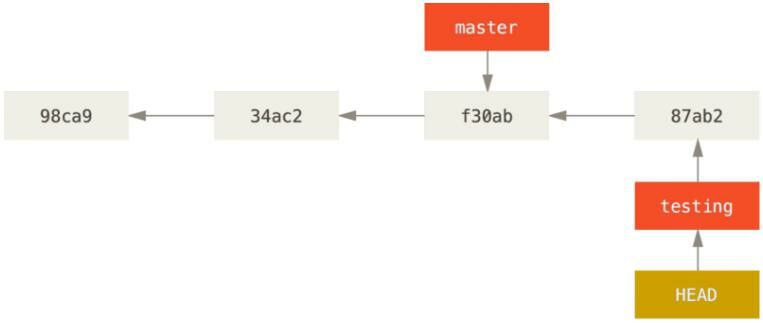 master
98ca9
34ac2
f30ab
87ab2
testing
HEAD